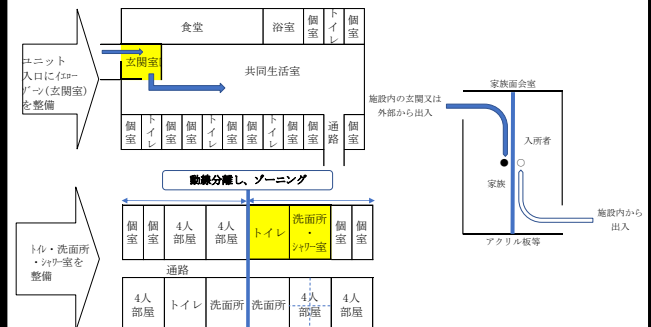 ユニット
入口にイエロー
ゾーン(玄関室)
を整備
食堂
浴室
個室
トイレ
個室
玄関室
共同生活室
個室
トイレ
個室
個室
トイレ
個室
個室
トイレ
個室
個室
通路
個室
動線分離し、ゾーニング
トイレ・洗面所
・シャワー室を
整備
個室
個室
4人
部屋
4人
部屋
トイレ
洗面所
・
シャワー室
個室
個室
通路
4人
部屋
トイレ
洗面所
洗面所
4人
部屋
4人
部屋
家族面会室
施設内の玄関又は
外部から出入
入所者
家族
施設内から
出入
アクリル板等